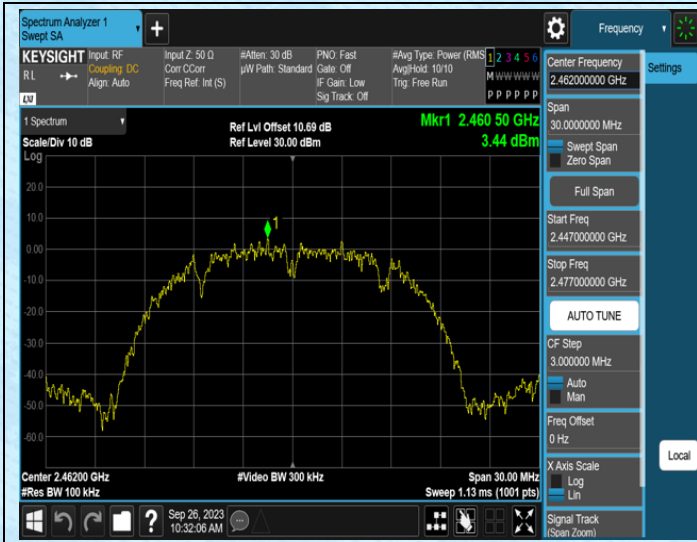 Spectrum Analyzer 1
Swept SA
Frequency
KEYSIGHT
RL
Input: RF
Coupling: DC
Align: Auto
Input Z: 50 Ω
Corr CCorr
Freq Ref: Int (S)
#Atten: 30 dB
µW Path: Standard
PNO: Fast
Gate: Off
IF Gain: Low
Sig Track: Off
#Avg Type: Power (RMS
Avg|Hold: 10/10
Trig: Free Run
1 2 3 4 5 6
M W W W W W
P P P P P P
1 Spectrum
Scale/Div 10 dB
Log
Ref Lvl Offset 10.69 dB
Ref Level 30.00 dBm
Mkr1 2.460 50 GHz
3.44 dBm
20.0
10.0
0.00
-10.0
-20.0
-30.0
-40.0
-50.0
-60.0
1
Center 2.46200 GHz
#Res BW 100 kHz
#Video BW 300 kHz
Span 30.00 MHz
Sweep 1.13 ms (1001 pts)
Sep 26, 2023
10:32:06 AM
Center Frequency
2.462000000 GHz
Span
30.0000000 MHz
Swept Span
Zero Span
Full Span
Start Freq
2.447000000 GHz
Stop Freq
2.477000000 GHz
AUTO TUNE
CF Step
3.000000 MHz
Auto
Man
Freq Offset
0 Hz
X Axis Scale
Log
Lin
Signal Track
(Span Zoom)
Settings
Local